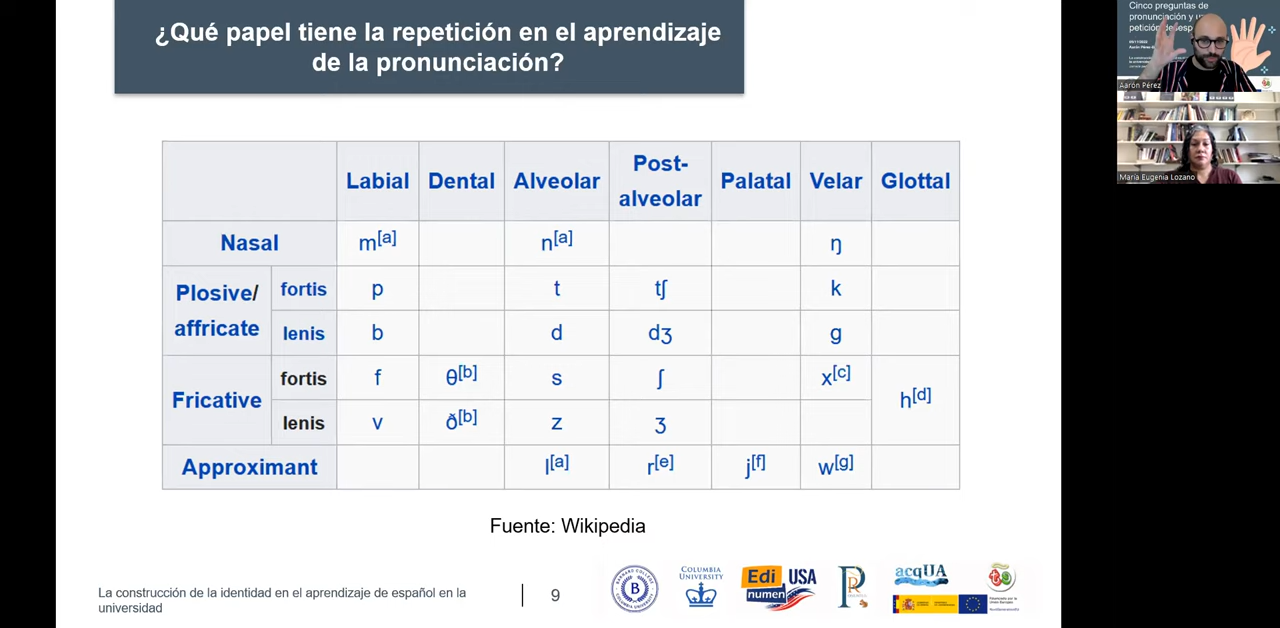 ¿Qué papel tiene la repetición en el aprendizaje
de la pronunciación?
Labial Dental Alveolar Post-alveolar Palatal Velar Glottal
Nasal m[a] n[a] ŋ
Plosive/affricate fortis p t tʃ k
lenis b d dʒ g
Fricative fortis f θ[b] s ʃ x[c] h[d]
lenis v ð[b] z ʒ
Approximant l[a] r[e] j[f] w[g]
Fuente: Wikipedia
La construcción de la identidad en el aprendizaje de español en la
universidad
9
B
COLUMBIA
UNIVERSITY
Edi
numen
USA
acqUA
Cinco preguntas de
pronunciación y
Aarón Pérez
María Eugenia Lozano